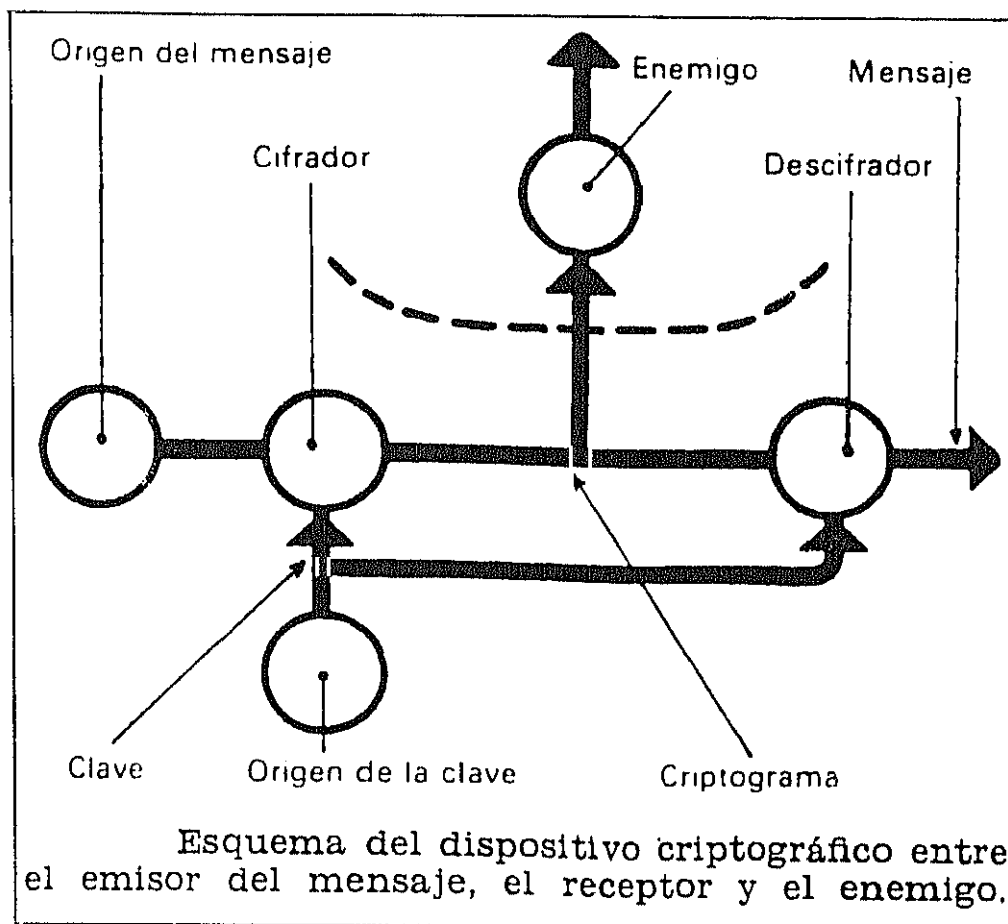 Origen del mensaje
Enemigo
Mensaje
Cifrador
Descifrador
Clave
Origen de la clave
Criptograma
Esquema del dispositivo criptográfico entre
el emisor del mensaje, el receptor y el enemigo.